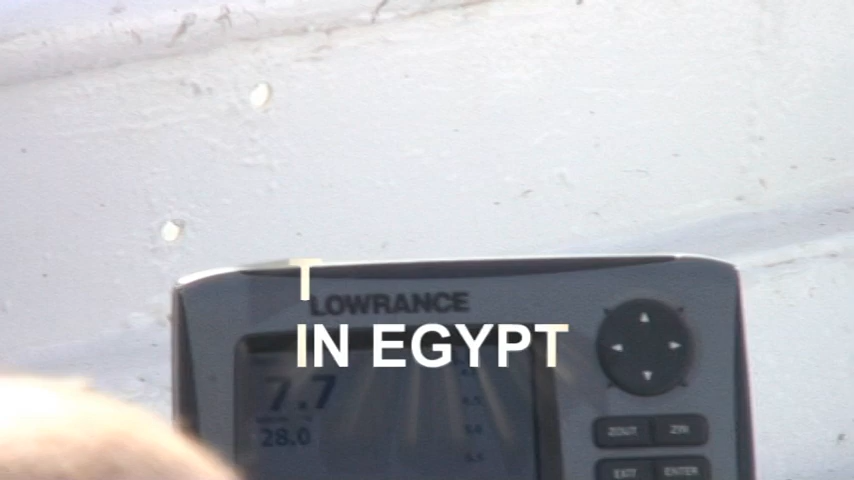 T
LOWRANCE
IN EGYPT
7.7
28.0
ZOUT ZIN
EXIT ENTER